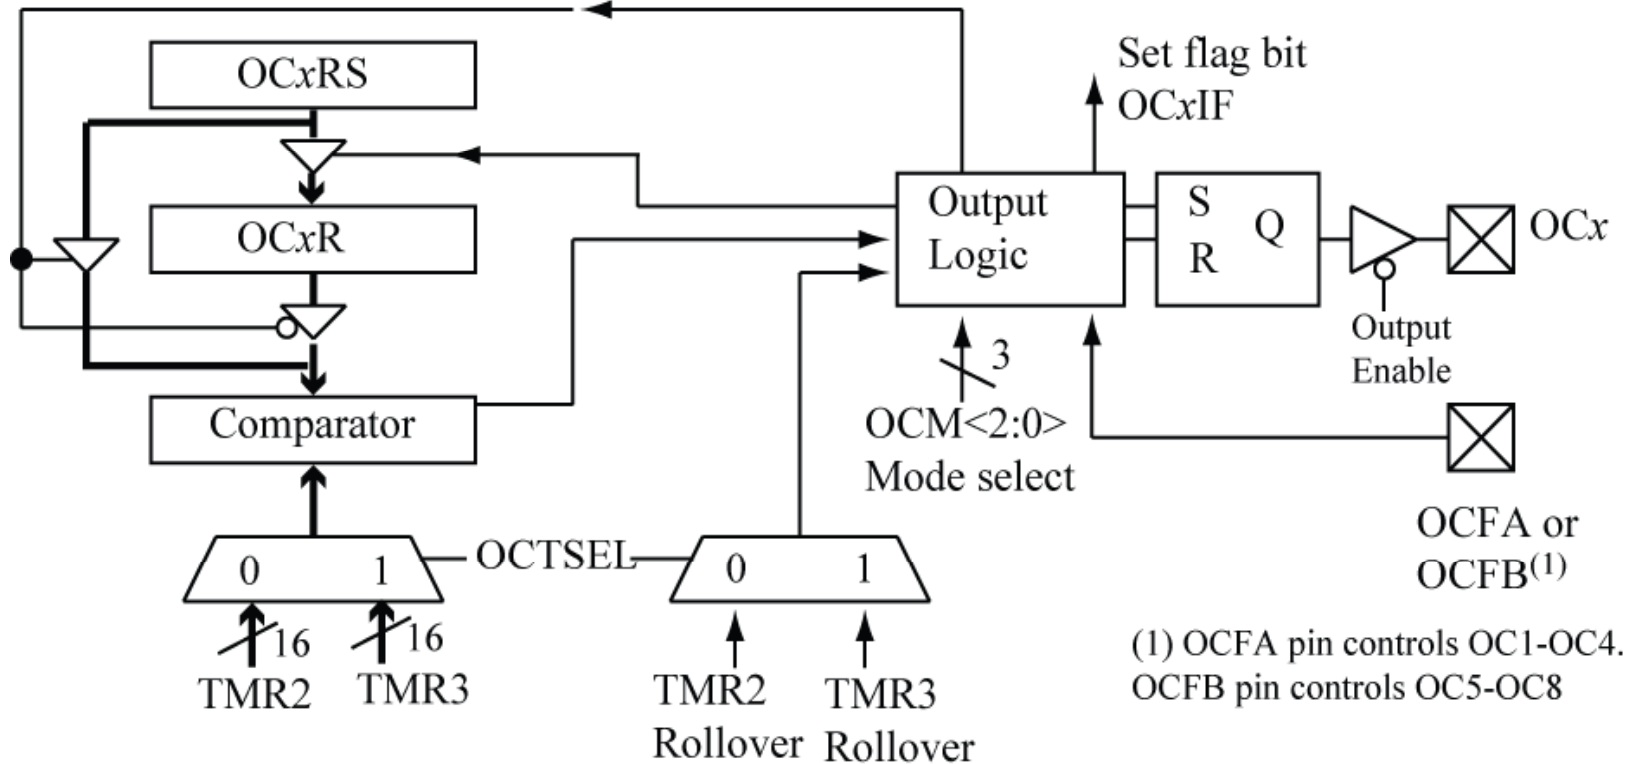 OCxRS
Set flag bit
OCxIF
OCxR
Output
Logic
S
R
Q
OCx
Output
Enable
3
Comparator
OCM<2:0>
Mode select
OCFA or
OCFB(1)
0
1
OCTSEL
0
1
16
16
TMR2
TMR3
TMR2
Rollover
TMR3
Rollover
(1) OCFA pin controls OC1-OC4.
OCFB pin controls OC5-OC8